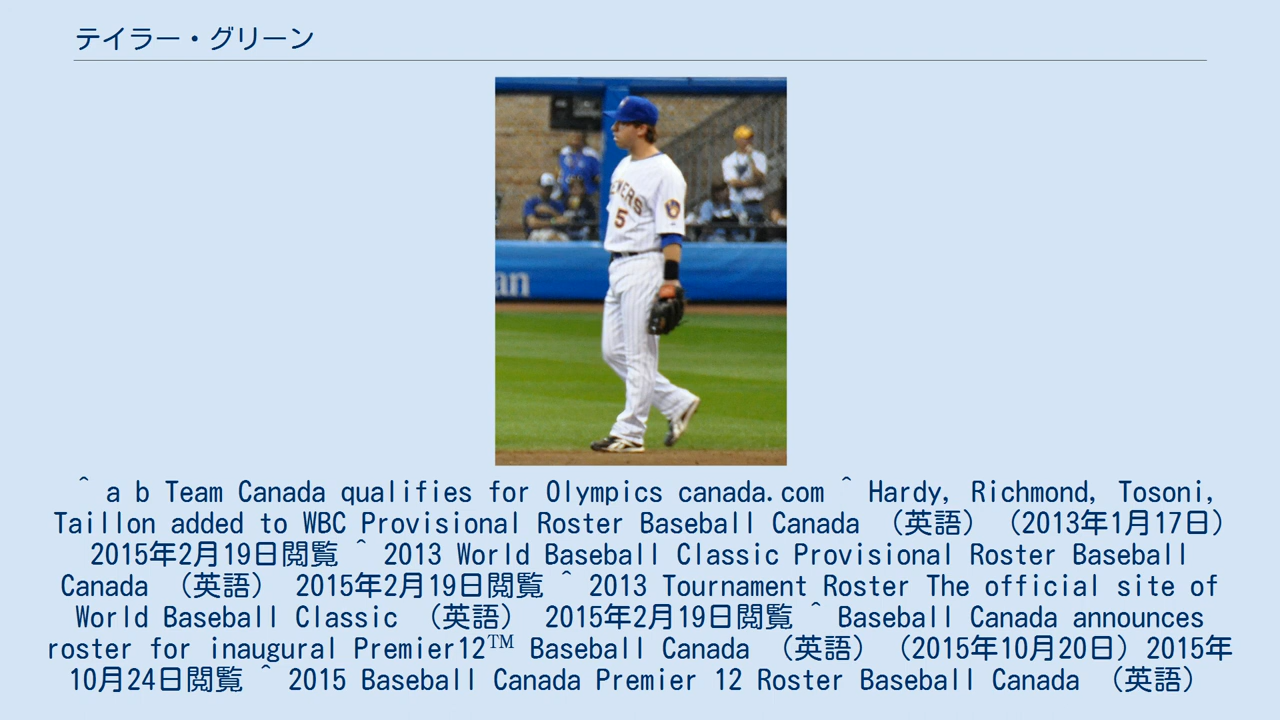 テイラー・グリーン
EWERS
5
an
^ a b Team Canada qualifies for Olympics canada.com ^ Hardy, Richmond, Tosoni,
Taillon added to WBC Provisional Roster Baseball Canada （英語）（2013年1月17日）
2015年2月19日閲覧 ^ 2013 World Baseball Classic Provisional Roster Baseball
Canada （英語） 2015年2月19日閲覧 ^ 2013 Tournament Roster The official site of
World Baseball Classic （英語） 2015年2月19日閲覧 ^ Baseball Canada announces
roster for inaugural Premier12™ Baseball Canada （英語）（2015年10月20日）2015年
10月24日閲覧 ^ 2015 Baseball Canada Premier 12 Roster Baseball Canada （英語）